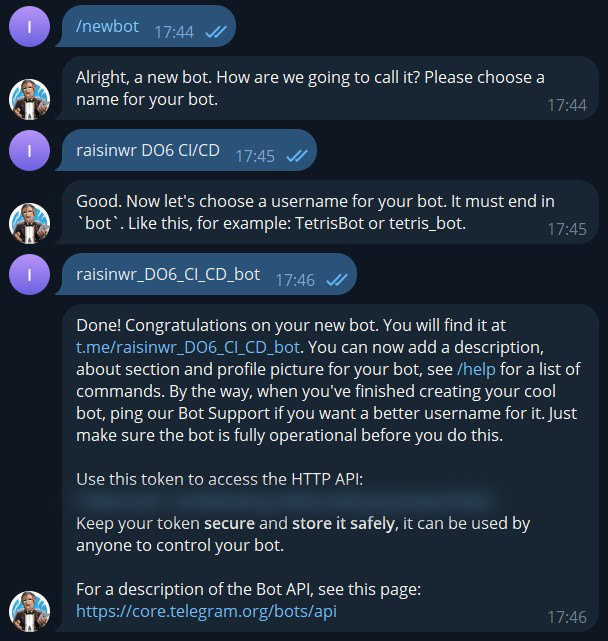 I
/newbot 17:44
Alright, a new bot. How are we going to call it? Please choose a
name for your bot.
17:44
I
raisinwr DO6 CI/CD 17:45
Good. Now let's choose a username for your bot. It must end in
`bot`. Like this, for example: TetrisBot or tetris_bot.
17:45
I
raisinwr_DO6_CI_CD_bot 17:46
Done! Congratulations on your new bot. You will find it at
t.me/raisinwr_DO6_CI_CD_bot. You can now add a description,
about section and profile picture for your bot, see /help for a list of
commands. By the way, when you've finished creating your cool
bot, ping our Bot Support if you want a better username for it. Just
make sure the bot is fully operational before you do this.
Use this token to access the HTTP API:
Keep your token secure and store it safely, it can be used by
anyone to control your bot.
For a description of the Bot API, see this page:
https://core.telegram.org/bots/api
17:46